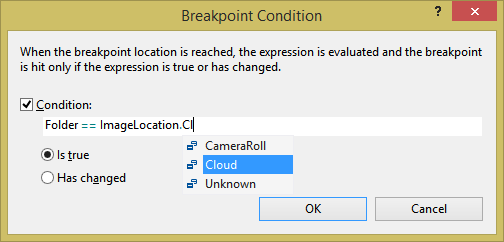 Breakpoint Condition
?
When the breakpoint location is reached, the expression is evaluated and the breakpoint
is hit only if the expression is true or has changed.
Condition:
Folder == ImageLocation.Cl
CameraRoll
Cloud
Unknown
Is true
Has changed
OK Cancel